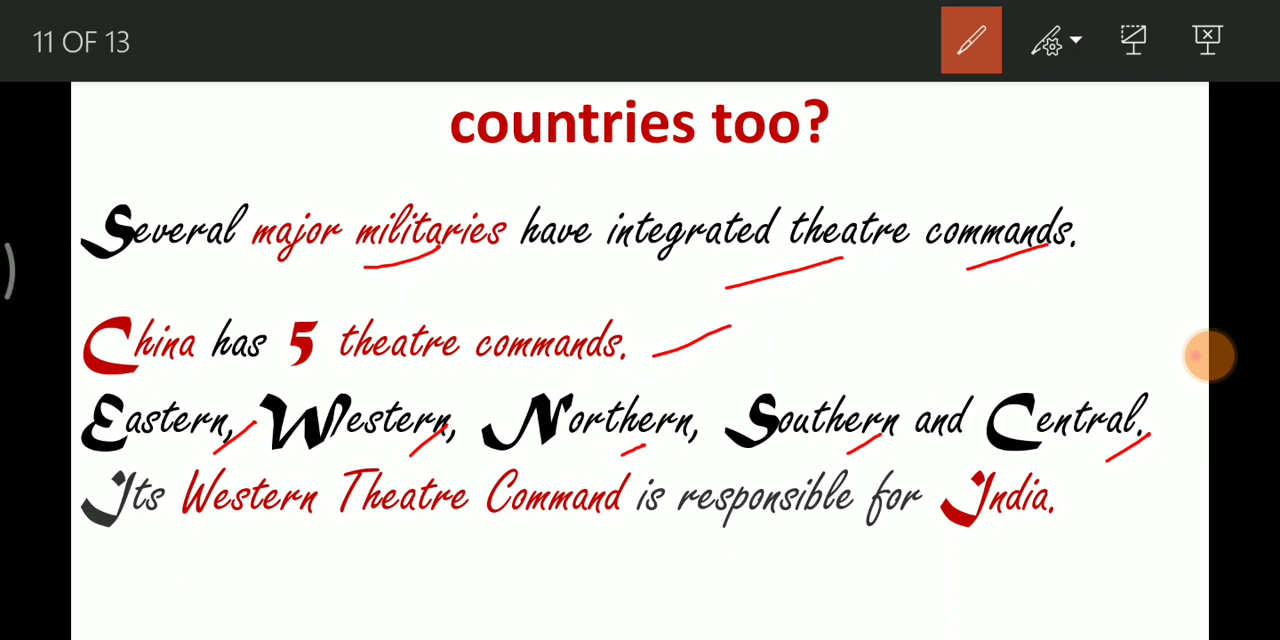 11 OF 13
countries too?
Several major militaries have integrated theatre commands.
China has 5 theatre commands.
Eastern, Western, Northern, Southern and Central.
Its Western Theatre Command is responsible for India.